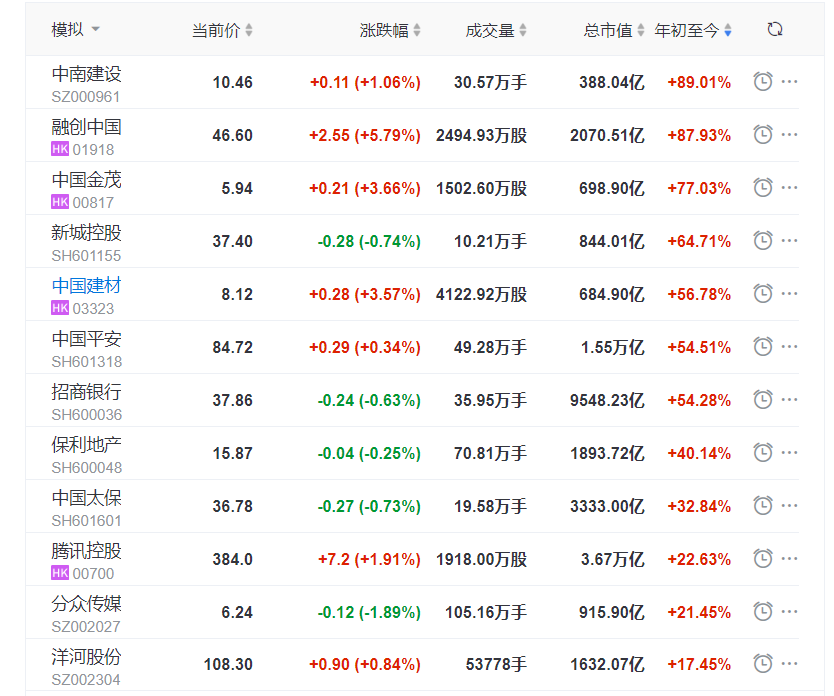 模拟 当前价 涨跌幅 成交量 总市值 年初至今
中南建设 10.46 +0.11 (+1.06%) 30.57万手 388.04亿 +89.01%
SZ000961
融创中国 46.60 +2.55 (+5.79%) 2494.93万股 2070.51亿 +87.93%
HK 01918
中国金茂 5.94 +0.21 (+3.66%) 1502.60万股 698.90亿 +77.03%
HK 00817
新城控股 37.40 -0.28 (-0.74%) 10.21万手 844.01亿 +64.71%
SH601155
中国建材 8.12 +0.28 (+3.57%) 4122.92万股 684.90亿 +56.78%
HK 03323
中国平安 84.72 +0.29 (+0.34%) 49.28万手 1.55万亿 +54.51%
SH601318
招商银行 37.86 -0.24 (-0.63%) 35.95万手 9548.23亿 +54.28%
SH600036
保利地产 15.87 -0.04 (-0.25%) 70.81万手 1893.72亿 +40.14%
SH600048
中国太保 36.78 -0.27 (-0.73%) 19.58万手 3333.00亿 +32.84%
SH601601
腾讯控股 384.0 +7.2 (+1.91%) 1918.00万股 3.67万亿 +22.63%
HK 00700
分众传媒 6.24 -0.12 (-1.89%) 105.16万手 915.90亿 +21.45%
SZ002027
洋河股份 108.30 +0.90 (+0.84%) 53778手 1632.07亿 +17.45%
SZ002304